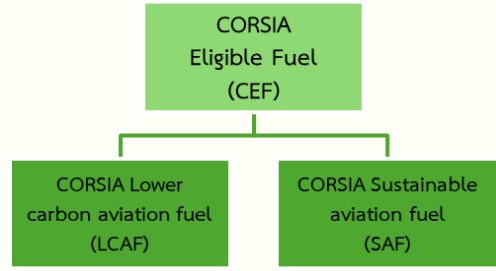 CORSIA
Eligible Fuel
(CEF)
CORSIA Lower
carbon aviation fuel
(LCAF)
CORSIA Sustainable
aviation fuel
(SAF)